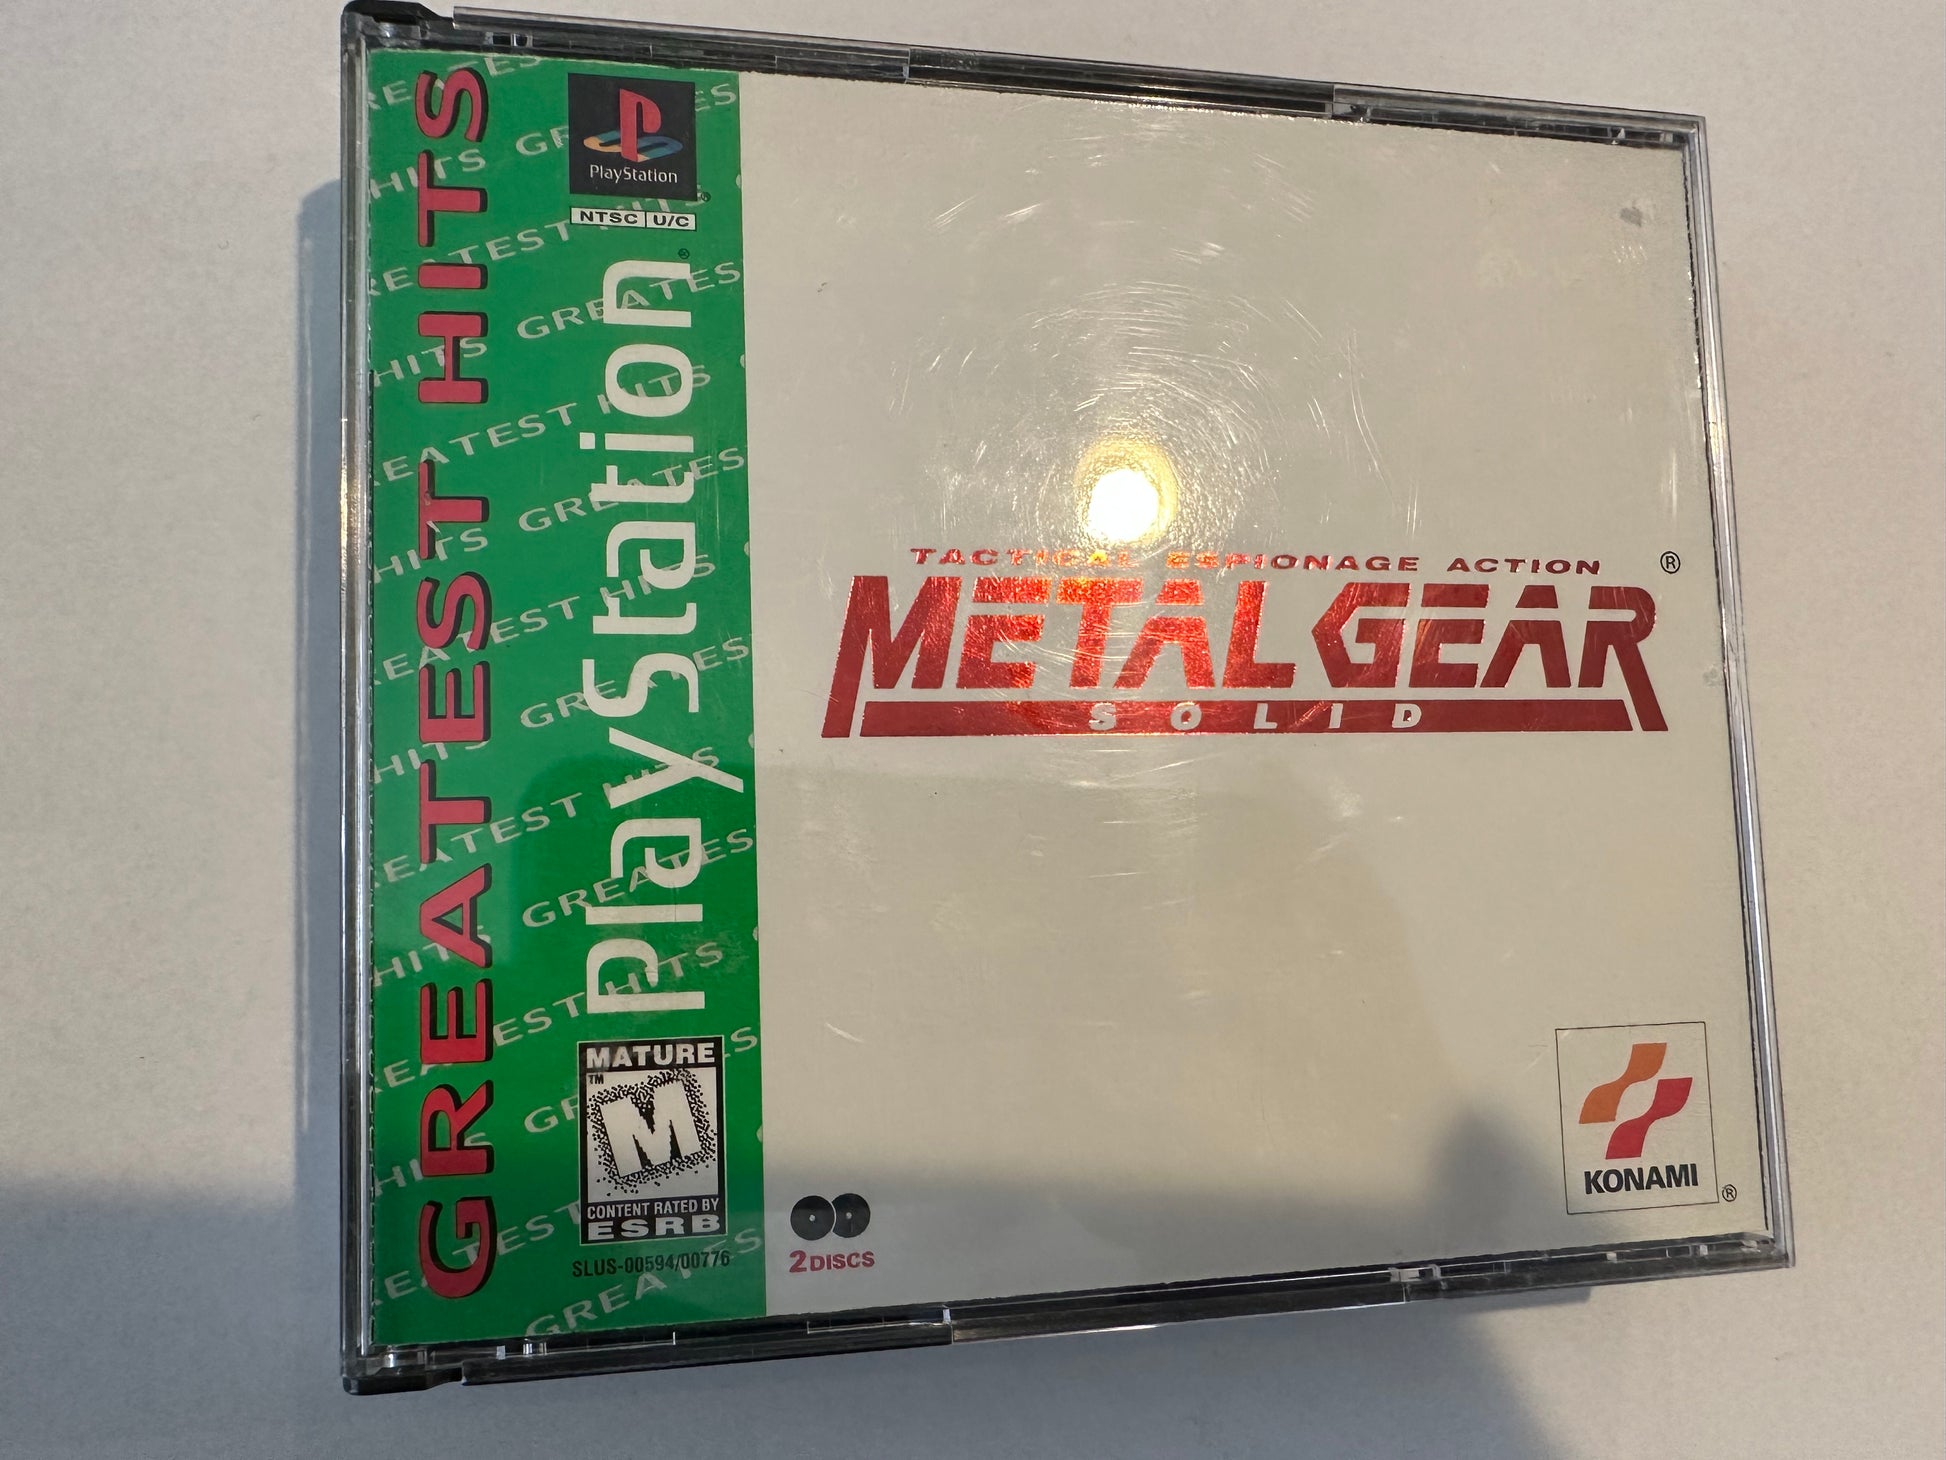 GREATEST HITS
PlayStation
NTSC U/C
PlayStation
MATURE
M
CONTENT RATED BY
ESRB
SLUS-00594/00776
TACTICAL ESPIONAGE ACTION
METAL GEAR
SOLID
®
2 DISCS
KONAMI
®